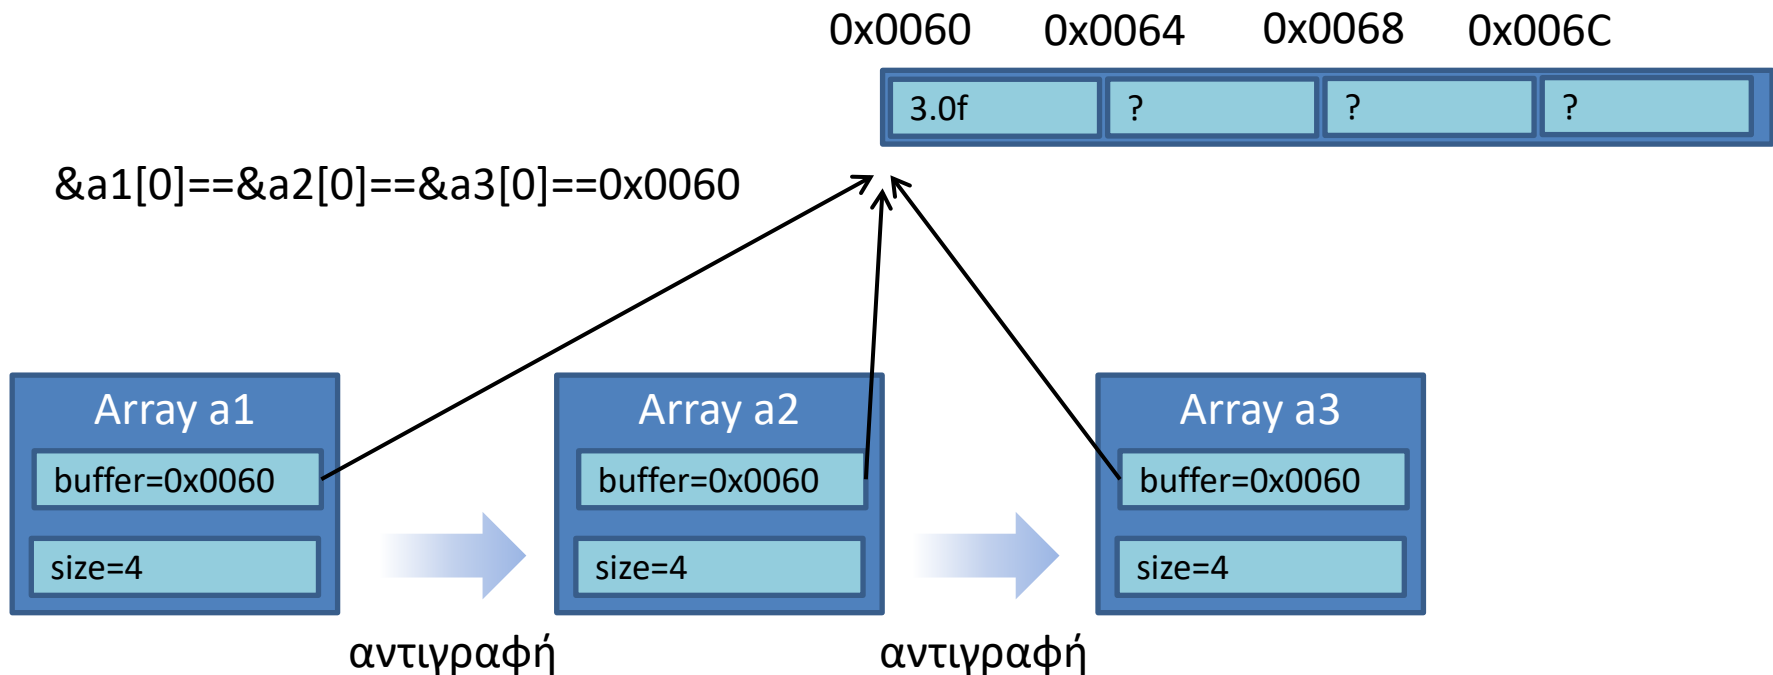 0x0060 0x0064 0x0068 0x006C
3.0f ? ? ?
&a1[0]==&a2[0]==&a3[0]==0x0060
Array a1 Array a2 Array a3
buffer=0x0060 buffer=0x0060 buffer=0x0060
size=4 size=4 size=4
αντιγραφή αντιγραφή